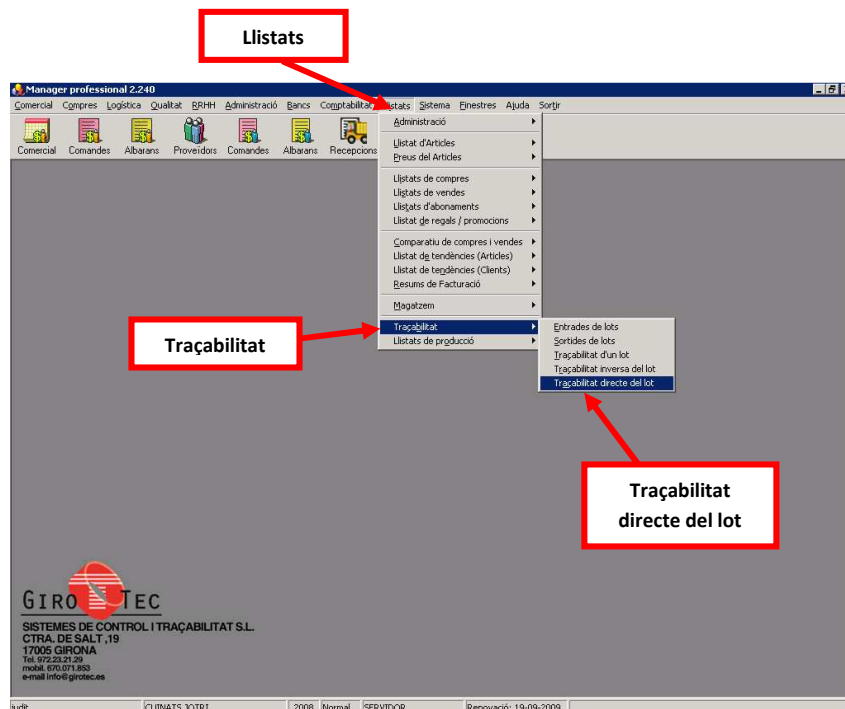 Llistats
Manager professional 2.240
Comercial Compres Logística Qualitat RRHH Administració Bancs Comptabilitat Sistema Finestres Ajuda Sortir
Comercial Comandes Albarans Proveïdors Comandes Albarans Recepcions
Administració
Llistat d'Articles
Preus del Articles
Llistats de compres
Llistats de vendes
Llistats d'abonaments
Llistat de regals / promocions
Comparatiu de compres i vendes
Llistat de tendències (Articles)
Llistat de tendències (Clients)
Resums de Facturació
Magatzem
Traçabilitat
Llistats de producció
Entrades de lots
Sortides de lots
Traçabilitat d'un lot
Traçabilitat inversa del lot
Traçabilitat directe del lot
Traçabilitat
Traçabilitat
directe del lot
GIRO TEC
SISTEMES DE CONTROL I TRAÇABILITAT S.L.
CTRA. DE SALT ,19
17005 GIRONA
Tel. 972.23.21.29
mobil. 670.071.853
e-mail info@girotec.es
judit CUINATS JOTRI 2008 Normal SERVIDOR Renovació: 19-09-2009